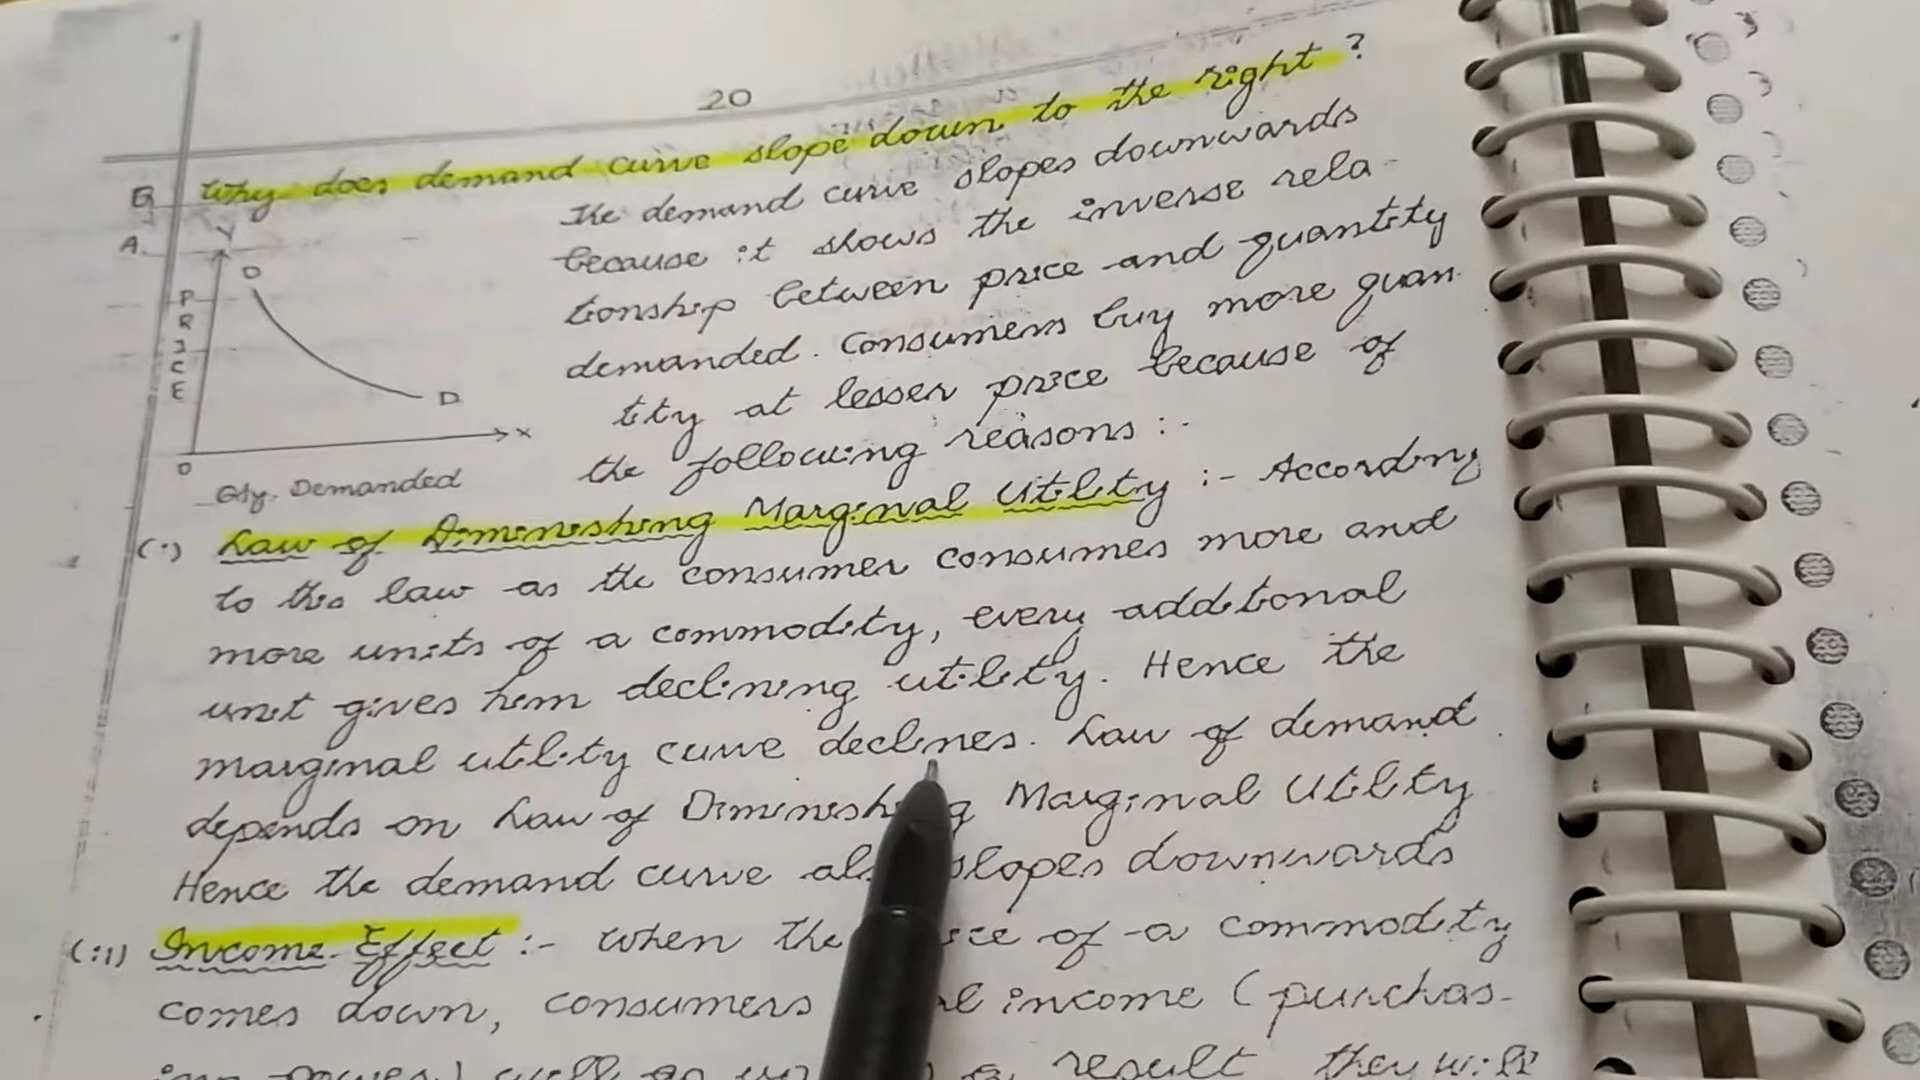 20
Q Why does demand curve slope down to the right ?
A.
Y
D
P
R
I
C
E
D
O
X
Qty. Demanded
The demand curve slopes downwards
because it shows the inverse rela-
tionship between price and quantity
demanded. Consumers buy more quan
tity at lesser price because of
the following reasons :-
(i) Law of Diminishing Marginal Utility :- According
to this law as the consumer consumes more and
more units of a commodity, every additional
unit gives him declining utility. Hence the
marginal utility curve declines. Law of demand
depends on Law of Diminish g Marginal Utility
Hence the demand curve als slopes downwards
(ii) Income Effect :- When the of a commodity
comes down, consumers income (purchas-
result they will